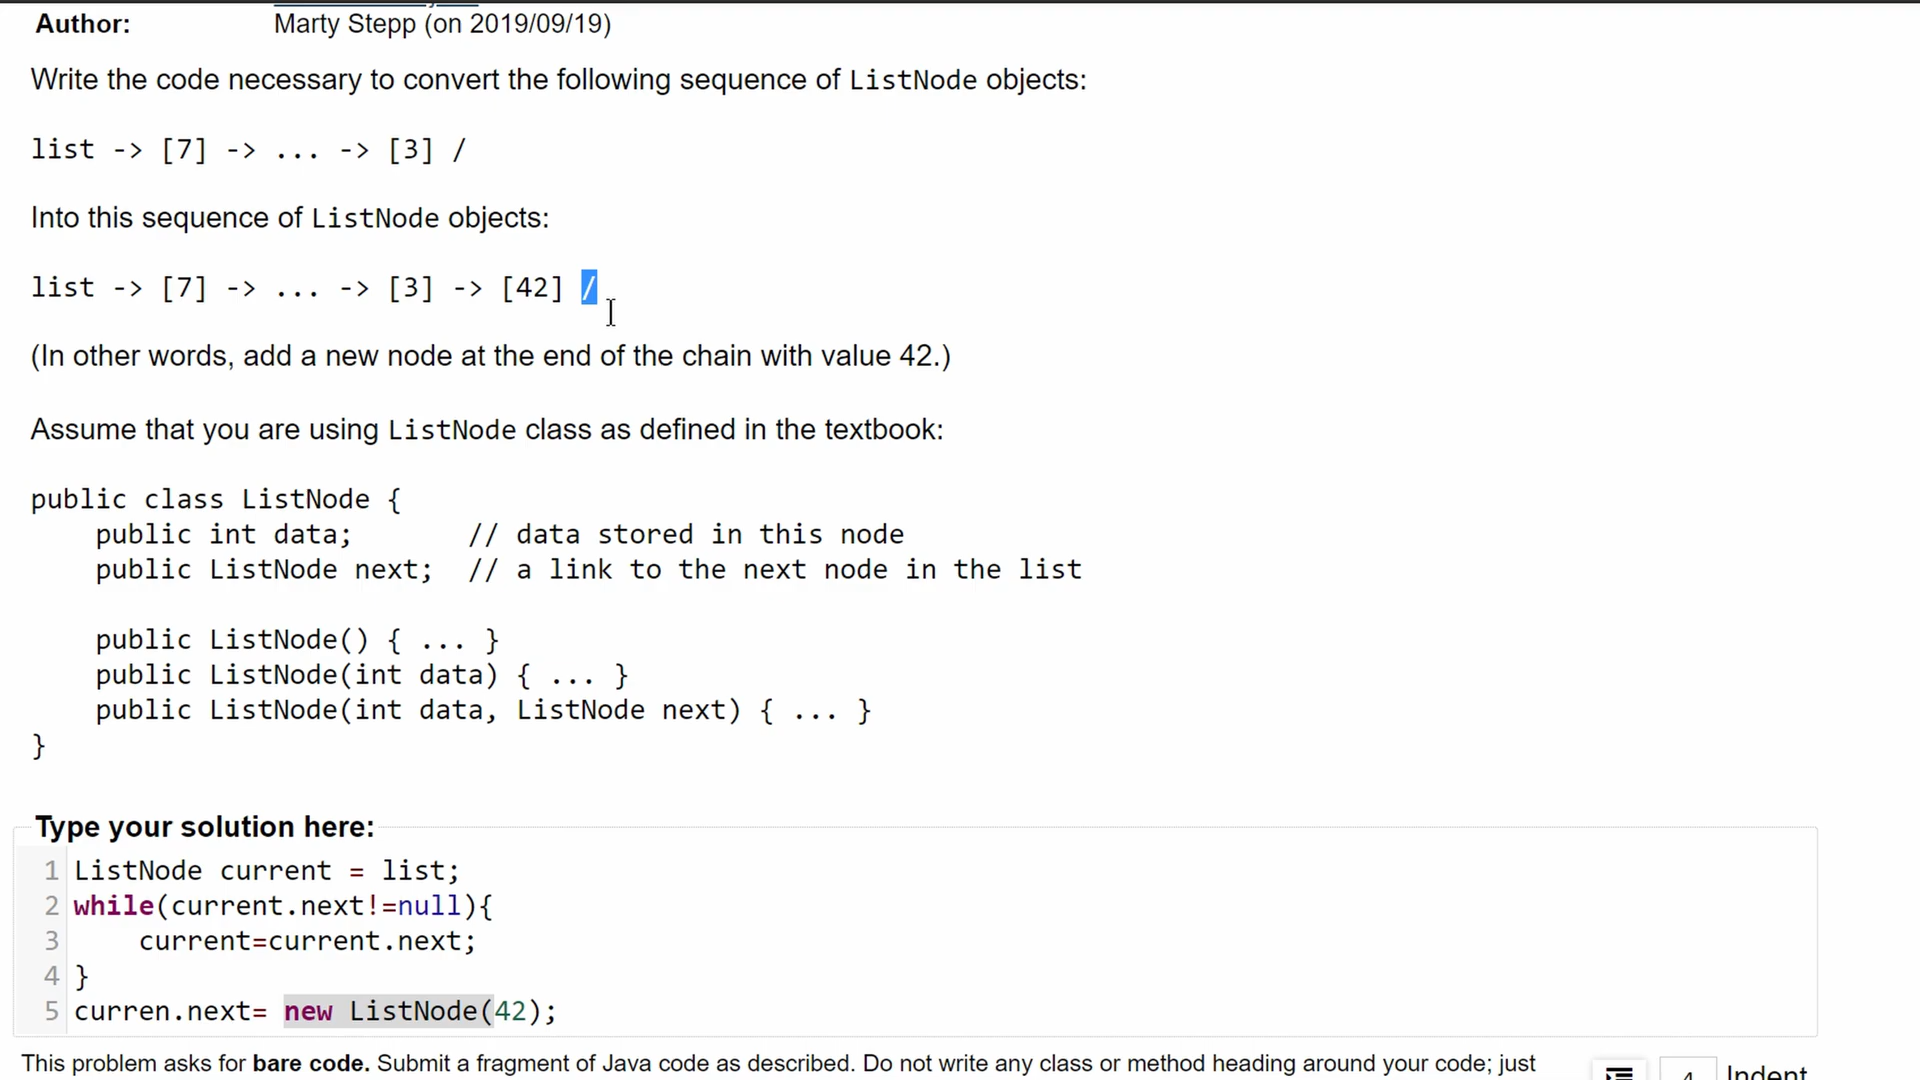 Author: Marty Stepp (on 2019/09/19)
Write the code necessary to convert the following sequence of ListNode objects:
list -> [7] -> ... -> [3] /
Into this sequence of ListNode objects:
list -> [7] -> ... -> [3] -> [42] /
(In other words, add a new node at the end of the chain with value 42.)
Assume that you are using ListNode class as defined in the textbook:
public class ListNode {
    public int data;       // data stored in this node
    public ListNode next;  // a link to the next node in the list
    public ListNode() { ... }
    public ListNode(int data) { ... }
    public ListNode(int data, ListNode next) { ... }
}
Type your solution here:
1 ListNode current = list;
2 while(current.next!=null){
3     current=current.next;
4 }
5 curren.next= new ListNode(42);
This problem asks for bare code. Submit a fragment of Java code as described. Do not write any class or method heading around your code; just
4 Indent